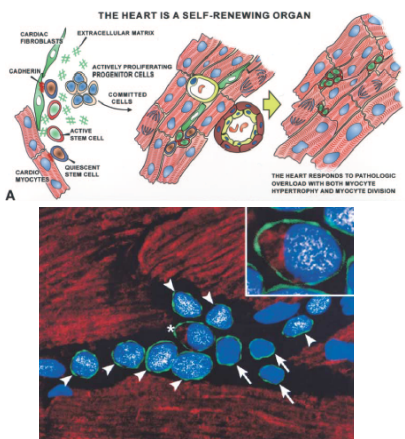 THE HEART IS A SELF-RENEWING ORGAN
CARDIAC
FIBROBLASTS
EXTRACELLULAR MATRIX
CADHERIN
ACTIVELY PROLIFERATING
PROGENITOR CELLS
COMMITTED
CELLS
ACTIVE
STEM CELL
QUIESCENT
STEM CELL
CARDIO
MYOCYTES
THE HEART RESPONDS TO PATHOLOGIC
OVERLOAD WITH BOTH MYOCYTE
HYPERTROPHY AND MYOCYTE DIVISION
A
*